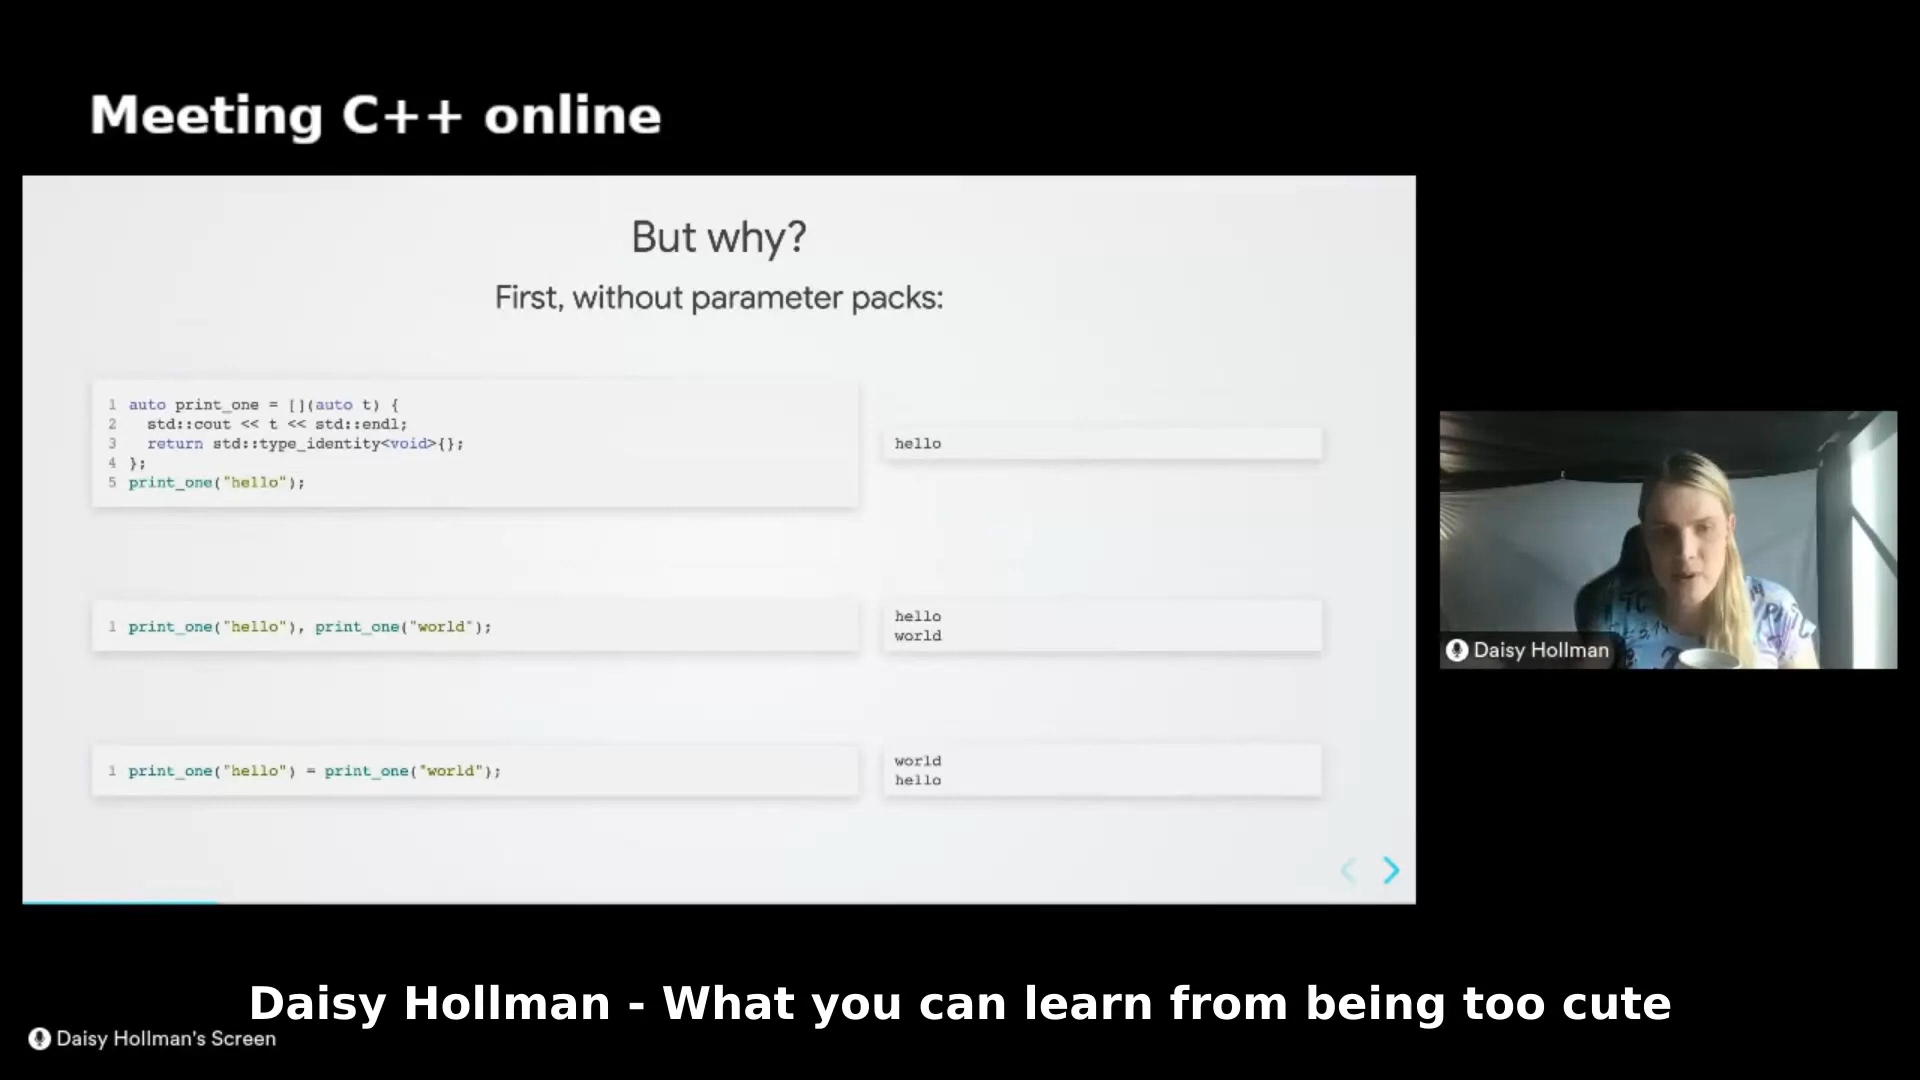 Meeting C++ online
But why?
First, without parameter packs:
1 auto print_one = [](auto t) {
2   std::cout << t << std::endl;
3   return std::type_identity<void>{};
4 };
5 print_one("hello");
hello
1 print_one("hello"), print_one("world");
hello
world
1 print_one("hello") = print_one("world");
world
hello
Daisy Hollman
Daisy Hollman - What you can learn from being too cute
Daisy Hollman's Screen